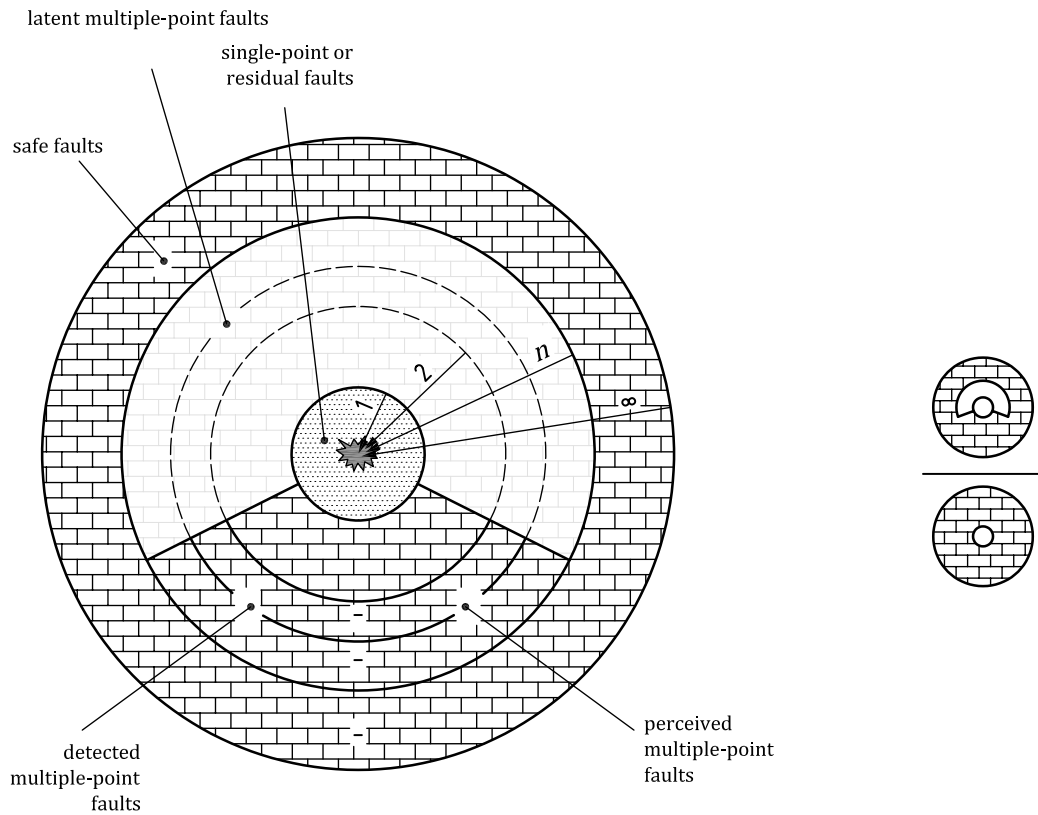 latent multiple-point faults
single-point or
residual faults
safe faults
1
2
n
∞
detected
multiple-point
faults
perceived
multiple-point
faults